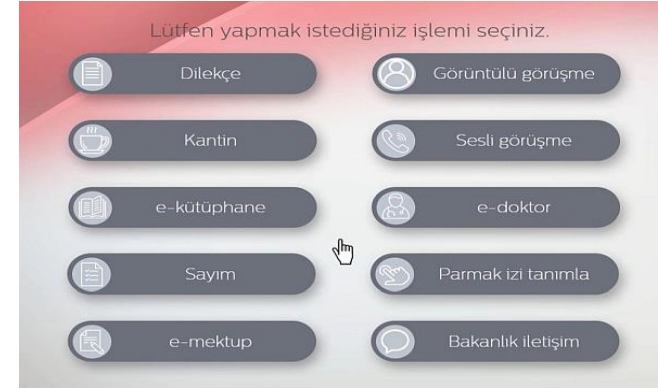 Lütfen yapmak istediğiniz işlemi seçiniz.
Dilekçe
Görüntülü görüşme
Kantin
Sesli görüşme
e-kütüphane
e-doktor
Sayım
Parmak izi tanımla
e-mektup
Bakanlık iletişim